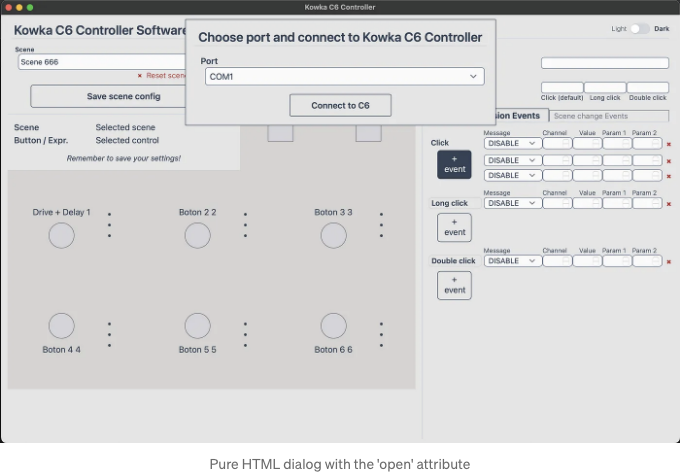 Kowka C6 Controller
Kowka C6 Controller Software
Light
Dark
Choose port and connect to Kowka C6 Controller
Port
COM1
Connect to C6
Scene
Scene 666
× Reset scen
Save scene config
Scene Selected scene
Button / Expr. Selected control
Remember to save your settings!
Drive + Delay 1
Boton 2 2
Boton 3 3
Boton 4 4
Boton 5 5
Boton 6 6
Click (default) Long click Double click
sion Events
Scene change Events
Message Channel Value Param 1 Param 2
Click
DISABLE ×
+ event
DISABLE ×
DISABLE ×
Message Channel Value Param 1 Param 2
Long click
DISABLE ×
+ event
Message Channel Value Param 1 Param 2
Double click
DISABLE ×
+ event
Pure HTML dialog with the 'open' attribute